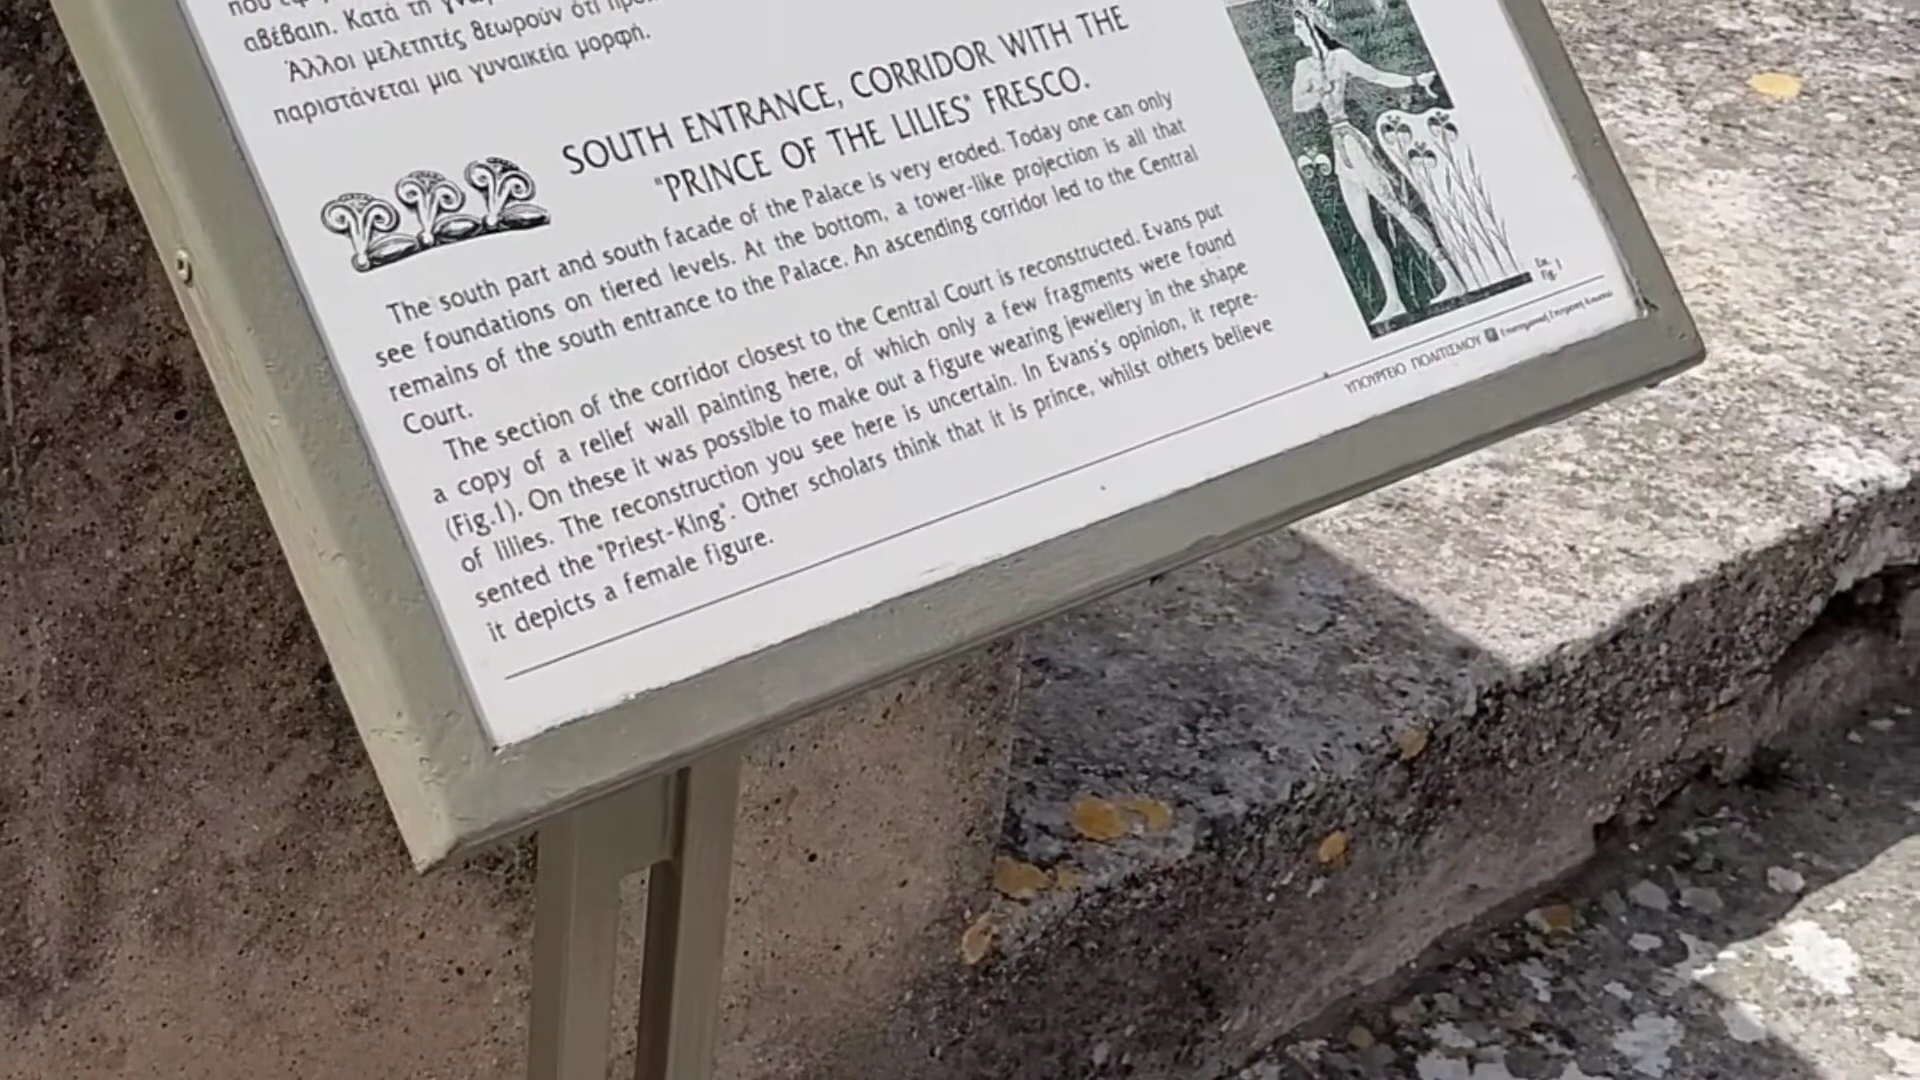 αβέβαιη. Κατά τη
Άλλοι μελετητές θεωρούν ότι
παριστάνεται μια γυναικεία μορφή.
SOUTH ENTRANCE, CORRIDOR WITH THE
"PRINCE OF THE LILIES" FRESCO.
The south part and south facade of the Palace is very eroded. Today one can only
see foundations on tiered levels. At the bottom, a tower-like projection is all that
remains of the south entrance to the Palace. An ascending corridor led to the Central
Court.
The section of the corridor closest to the Central Court is reconstructed. Evans put
a copy of a relief wall painting here, of which only a few fragments were found
(Fig.1). On these it was possible to make out a figure wearing jewellery in the shape
of lilies. The reconstruction you see here is uncertain. In Evans's opinion, it repre-
sented the "Priest-King". Other scholars think that it is prince, whilst others believe
it depicts a female figure.
Εικ.
Fig. 1
ΥΠΟΥΡΓΕΙΟ ΠΟΛΙΤΙΣΜΟΥ